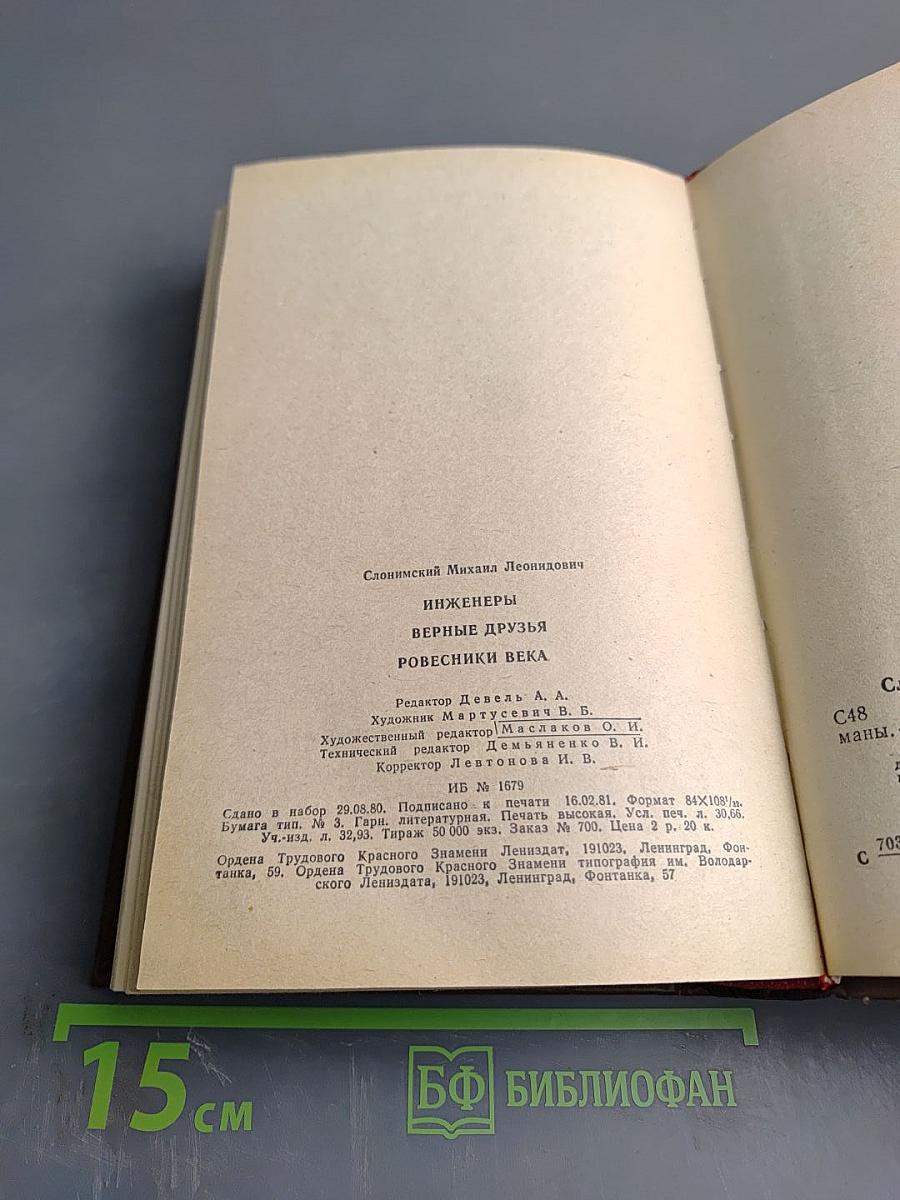 Слонимский Михаил Леонидович
ИНЖЕНЕРЫ
ВЕРНЫЕ ДРУЗЬЯ
РОВЕСНИКИ ВЕКА
Редактор Девель А. А.
Художник Мартусевич В. Б.
Художественный редактор Маслаков О. И.
Технический редактор Демьяненко В. И.
Корректор Левтонова И. В.
ИБ № 1679
Сдано в набор 29.08.80. Подписано к печати 16.02.81. Формат 84×108¹/₃₂.
Бумага тип. № 3. Гарн. литературная. Печать высокая. Усл. печ. л. 30,66.
Уч.-изд. л. 32,93. Тираж 50 000 экз. Заказ № 700. Цена 2 р. 20 к.
Ордена Трудового Красного Знамени Лениздат, 191023, Ленинград, Фон-
танка, 59. Ордена Трудового Красного Знамени типография им. Володар-
ского Лениздата, 191023, Ленинград, Фонтанка, 57
С48
маны.
С 703
15 см
БФ БИБЛИОФАН